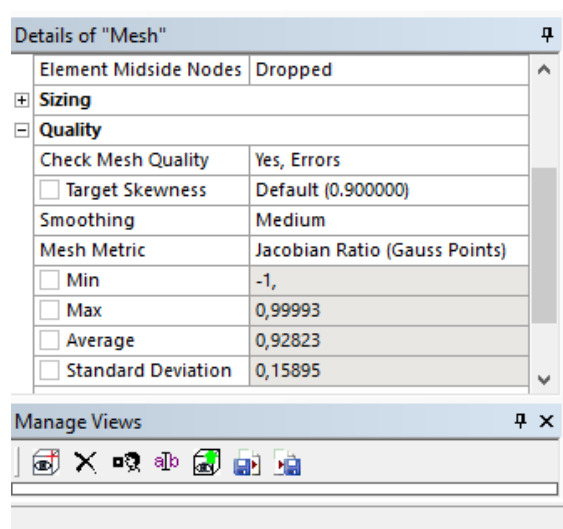 Details of "Mesh"
Element Midside Nodes Dropped
Sizing
Quality
Check Mesh Quality Yes, Errors
Target Skewness Default (0.900000)
Smoothing Medium
Mesh Metric Jacobian Ratio (Gauss Points)
Min -1,
Max 0,99993
Average 0,92823
Standard Deviation 0,15895
Manage Views
a|b